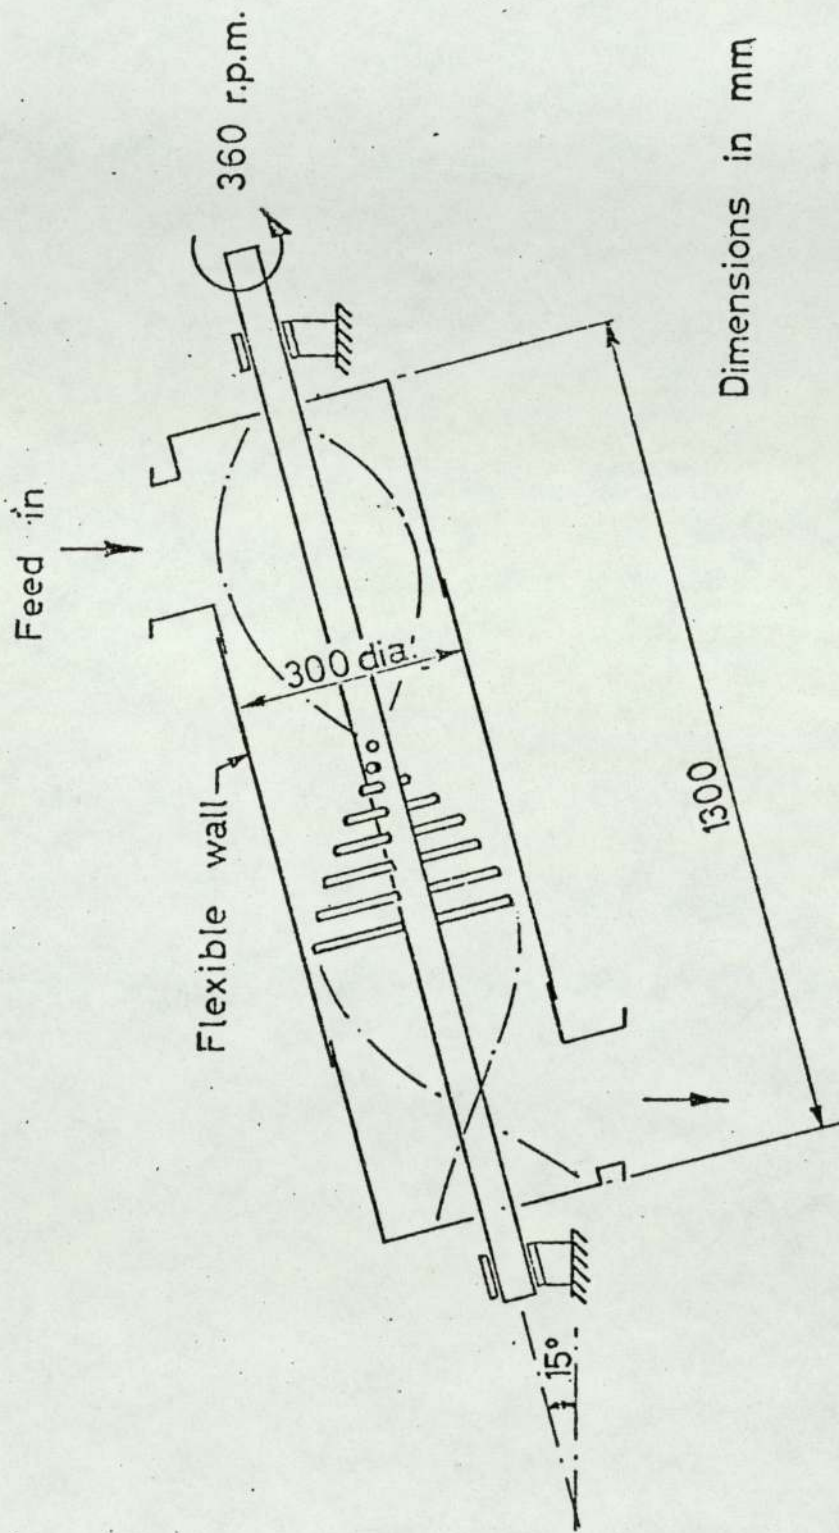 Feed in
360 r.p.m.
Flexible wall
300 dia.
1300
15°
Dimensions in mm